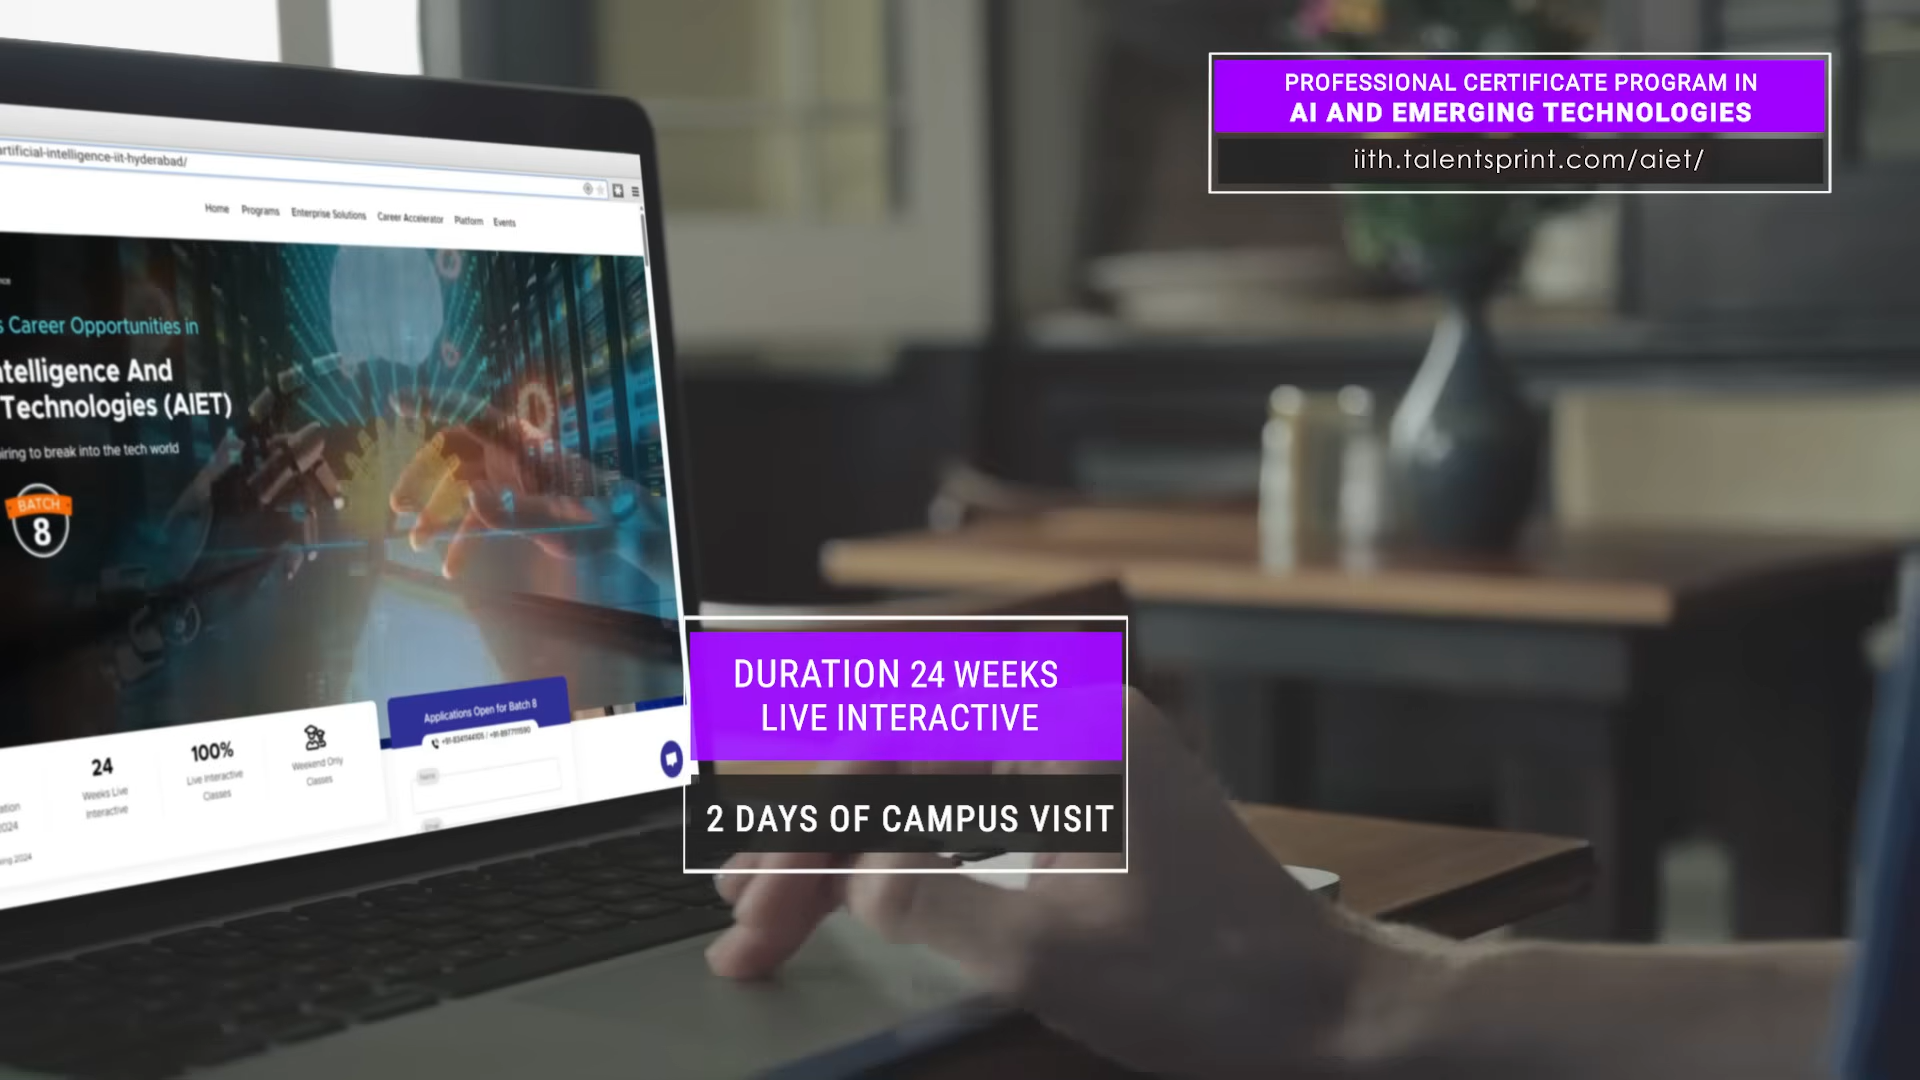 PROFESSIONAL CERTIFICATE PROGRAM IN
AI AND EMERGING TECHNOLOGIES
iith.talentsprint.com/aiet/
artificial-intelligence-iit-hyderabad/
Home Programs Enterprise Solutions Career Accelerator Platform Events
s Career Opportunities in
ntelligence And
Technologies (AIET)
iring to break into the tech world
BATCH
8
24
Weeks Live
Interactive
100%
Live Interactive
Classes
Weekend Only
Classes
Applications Open for Batch 8
DURATION 24 WEEKS
LIVE INTERACTIVE
2 DAYS OF CAMPUS VISIT